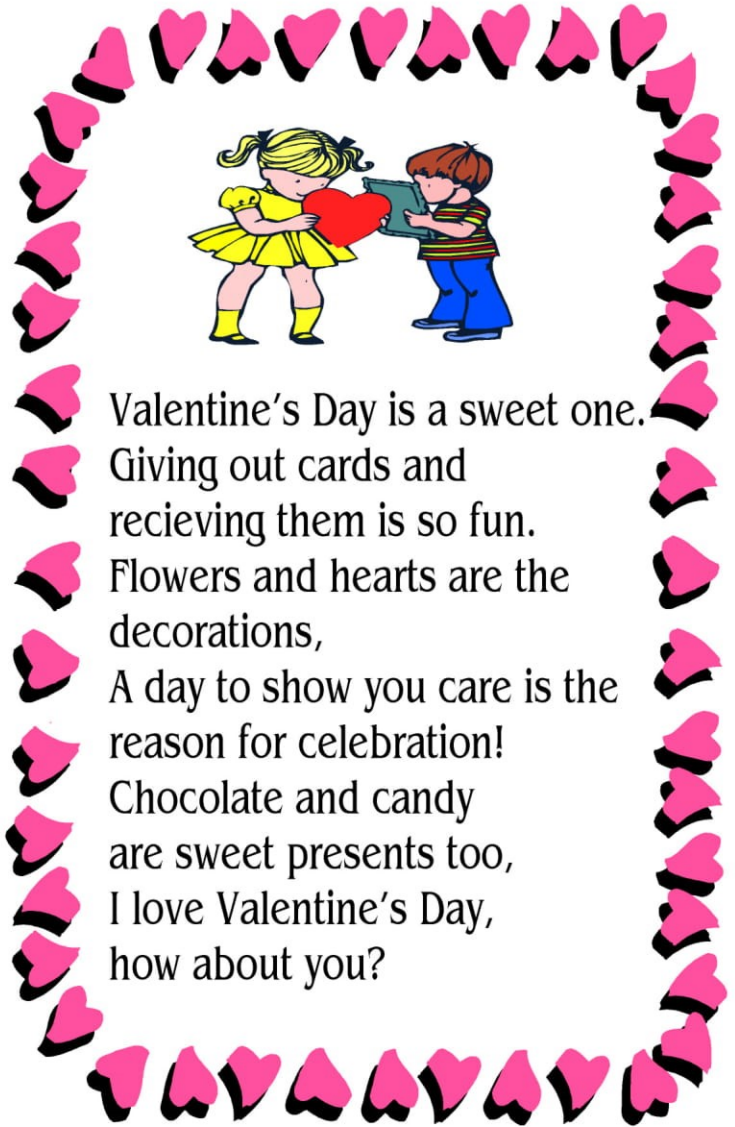 Valentine's Day is a sweet one.
Giving out cards and
recieving them is so fun.
Flowers and hearts are the
decorations,
A day to show you care is the
reason for celebration!
Chocolate and candy
are sweet presents too,
I love Valentine's Day,
how about you?